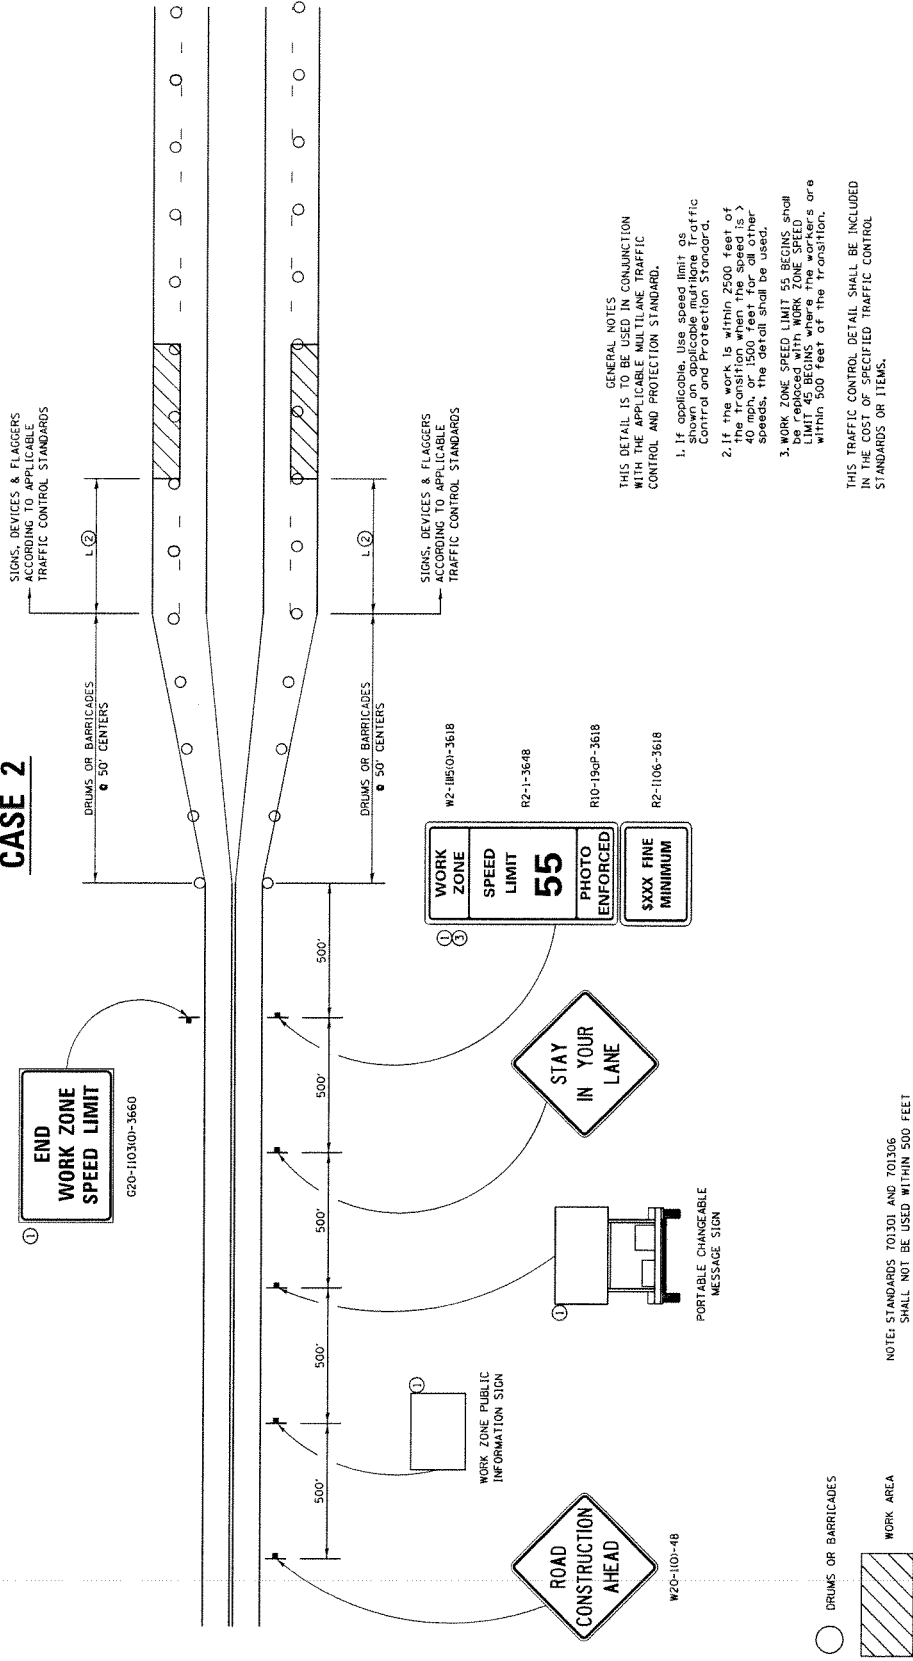 CASE 2
SIGNS, DEVICES & FLAGGERS
ACCORDING TO APPLICABLE
TRAFFIC CONTROL STANDARDS
L ②
DRUMS OR BARRICADES
@ 50' CENTERS
END
WORK ZONE
SPEED LIMIT
①
G20-I103(O)-3660
500'
500'
500'
500'
500'
DRUMS OR BARRICADES
@ 50' CENTERS
L ②
SIGNS, DEVICES & FLAGGERS
ACCORDING TO APPLICABLE
TRAFFIC CONTROL STANDARDS
ROAD
CONSTRUCTION
AHEAD
W20-I(O)-48
①
WORK ZONE PUBLIC
INFORMATION SIGN
①
PORTABLE CHANGEABLE
MESSAGE SIGN
STAY
IN YOUR
LANE
①
③
WORK
ZONE
SPEED
LIMIT
55
PHOTO
ENFORCED
$XXX FINE
MINIMUM
W2-I115(O)-3618
R2-1-3648
R10-I9oP-3618
R2-I106-3618
GENERAL NOTES
THIS DETAIL IS TO BE USED IN CONJUNCTION
WITH THE APPLICABLE MULTILANE TRAFFIC
CONTROL AND PROTECTION STANDARD.
1. If applicable. Use speed limit as
shown on applicable multilane Traffic
Control and Protection Standard.
2. If the work is within 2500 feet of
the transition when the speed is >
40 mph, or 1500 feet for all other
speeds, the detail shall be used.
3. WORK ZONE SPEED LIMIT 55 BEGINS shall
be replaced with WORK ZONE SPEED
LIMIT 45 BEGINS where the workers are
within 500 feet of the transition.
THIS TRAFFIC CONTROL DETAIL SHALL BE INCLUDED
IN THE COST OF SPECIFIED TRAFFIC CONTROL
STANDARDS OR ITEMS.
DRUMS OR BARRICADES
WORK AREA
NOTE: STANDARDS 701301 AND 701306
SHALL NOT BE USED WITHIN 500 FEET